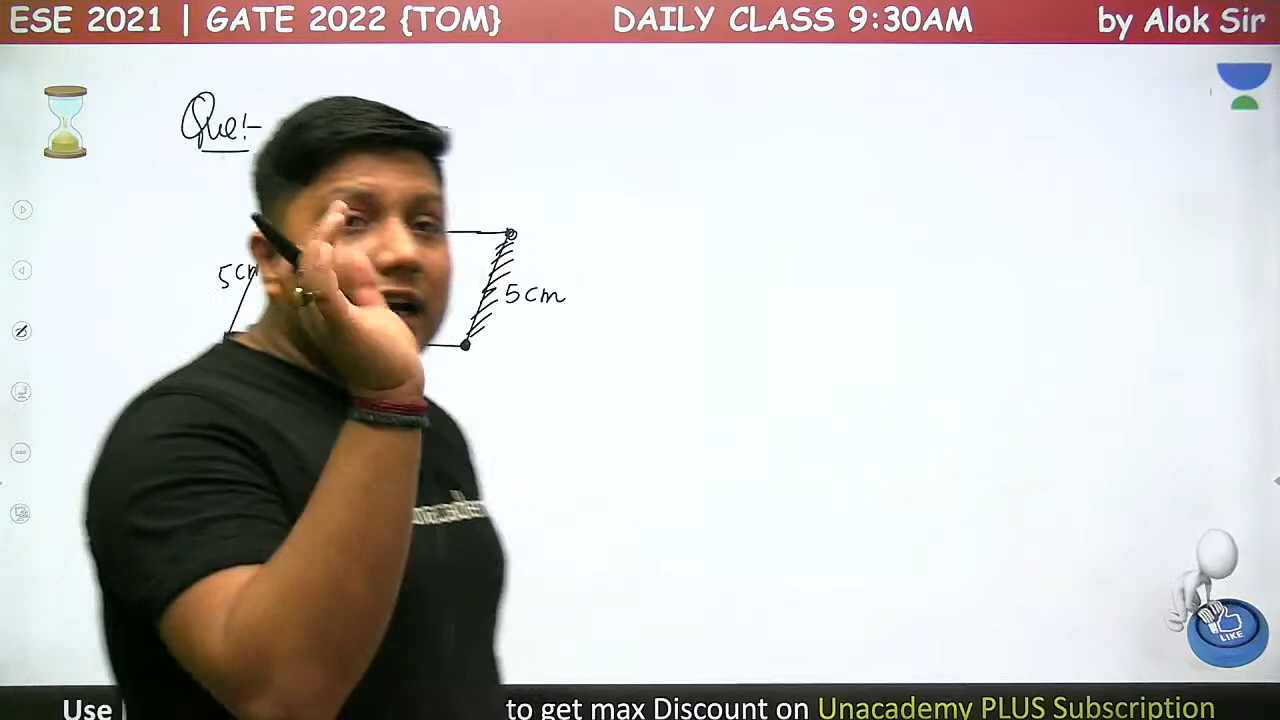 ESE 2021 | GATE 2022 {TOM} DAILY CLASS 9:30AM by Alok Sir
Que:-
5cm
5cm
LIKE
Use to get max Discount on Unacademy PLUS Subscription